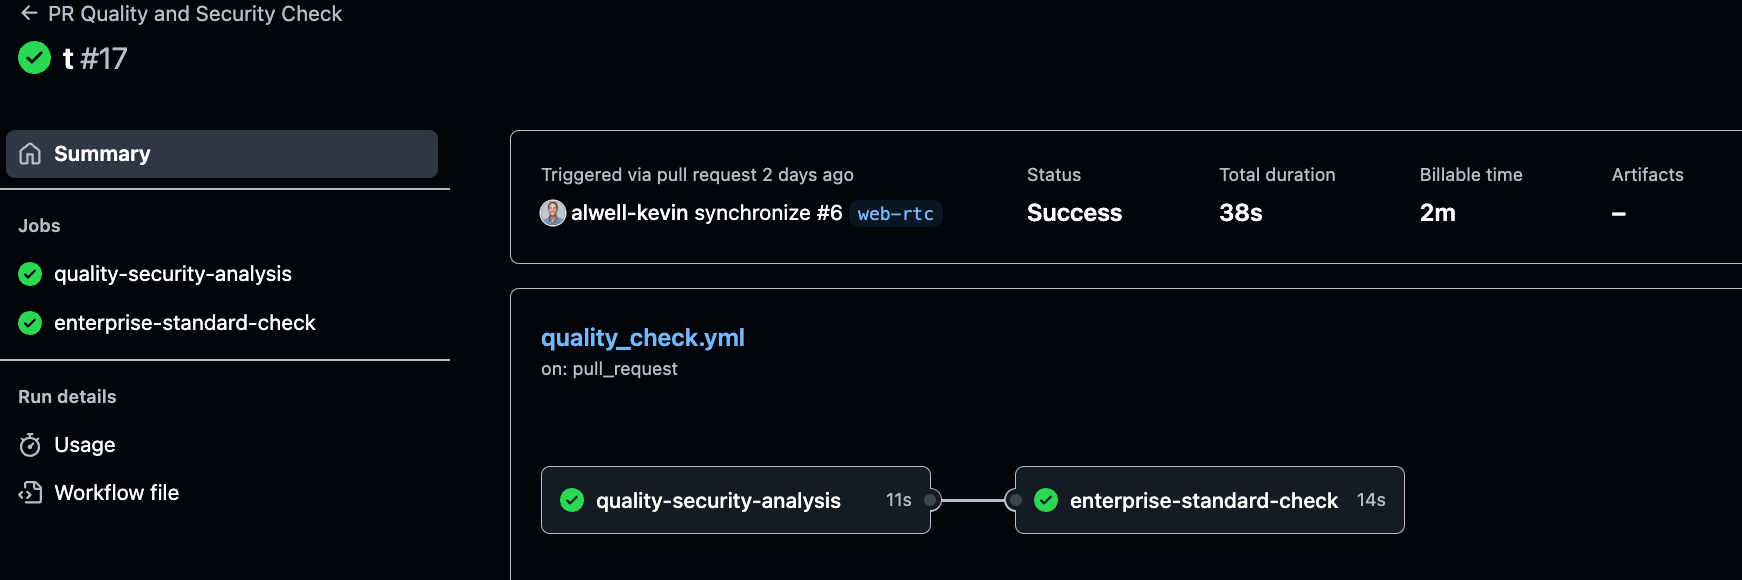 PR Quality and Security Check
t #17
Summary
Jobs
quality-security-analysis
enterprise-standard-check
Run details
Usage
Workflow file
Triggered via pull request 2 days ago
alwell-kevin synchronize #6 web-rtc
Status
Success
Total duration
38s
Billable time
2m
Artifacts
–
quality_check.yml
on: pull_request
quality-security-analysis 11s
enterprise-standard-check 14s